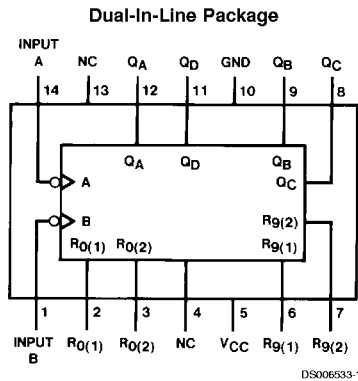 Dual-In-Line Package
INPUT
A NC QA QD GND QB QC
14 13 12 11 10 9 8
QA QD QB
QC
A
B R9(2)
R0(1) R0(2) R9(1)
1 2 3 4 5 6 7
INPUT R0(1) R0(2) NC VCC R9(1) R9(2)
B
DS006533-